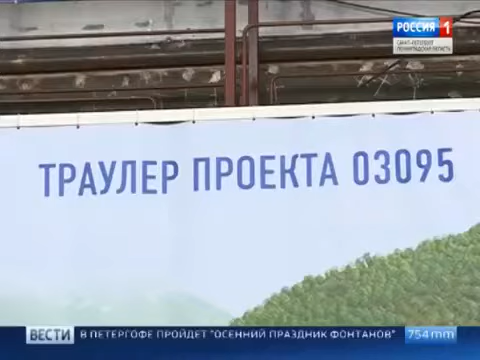 РОССИЯ 1
САНКТ-ПЕТЕРБУРГ
ЛЕНИНГРАДСКАЯ ОБЛАСТЬ
ТРАУЛЕР ПРОЕКТА 03095
ВЕСТИ В ПЕТЕРГОФЕ ПРОЙДЕТ "ОСЕННИЙ ПРАЗДНИК ФОНТАНОВ" 754 mm